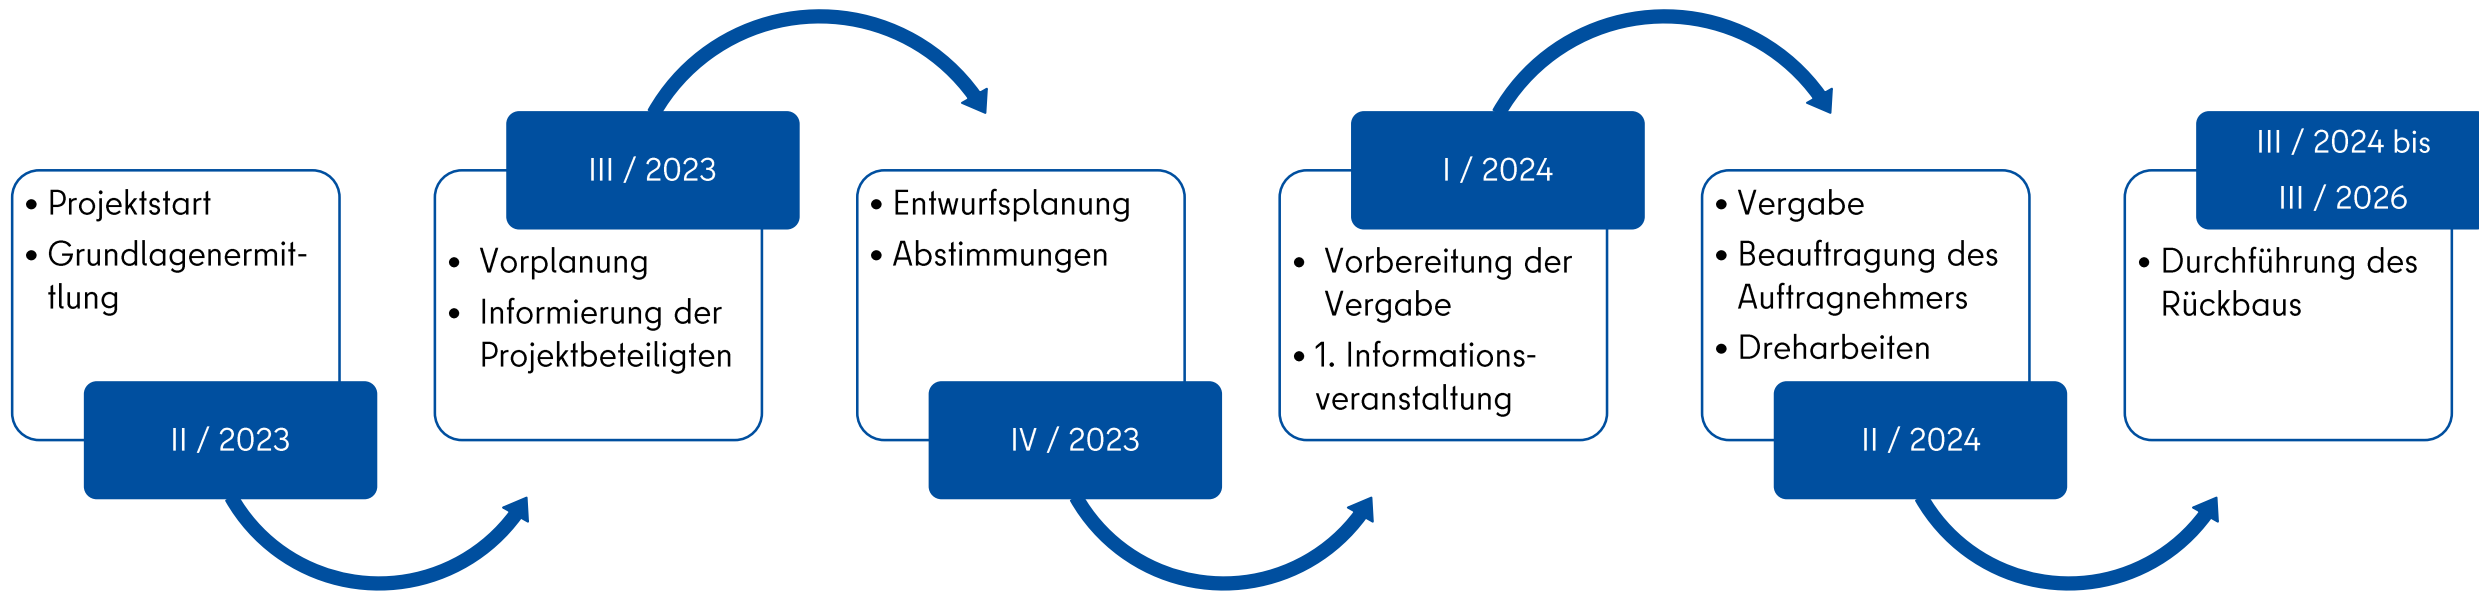 • Projektstart
• Grundlagenermit-
tlung
II / 2023
III / 2023
• Vorplanung
• Informierung der
Projektbeteiligten
• Entwurfsplanung
• Abstimmungen
IV / 2023
I / 2024
• Vorbereitung der
Vergabe
• 1. Informations-
veranstaltung
• Vergabe
• Beauftragung des
Auftragnehmers
• Dreharbeiten
II / 2024
III / 2024 bis
III / 2026
• Durchführung des
Rückbaus